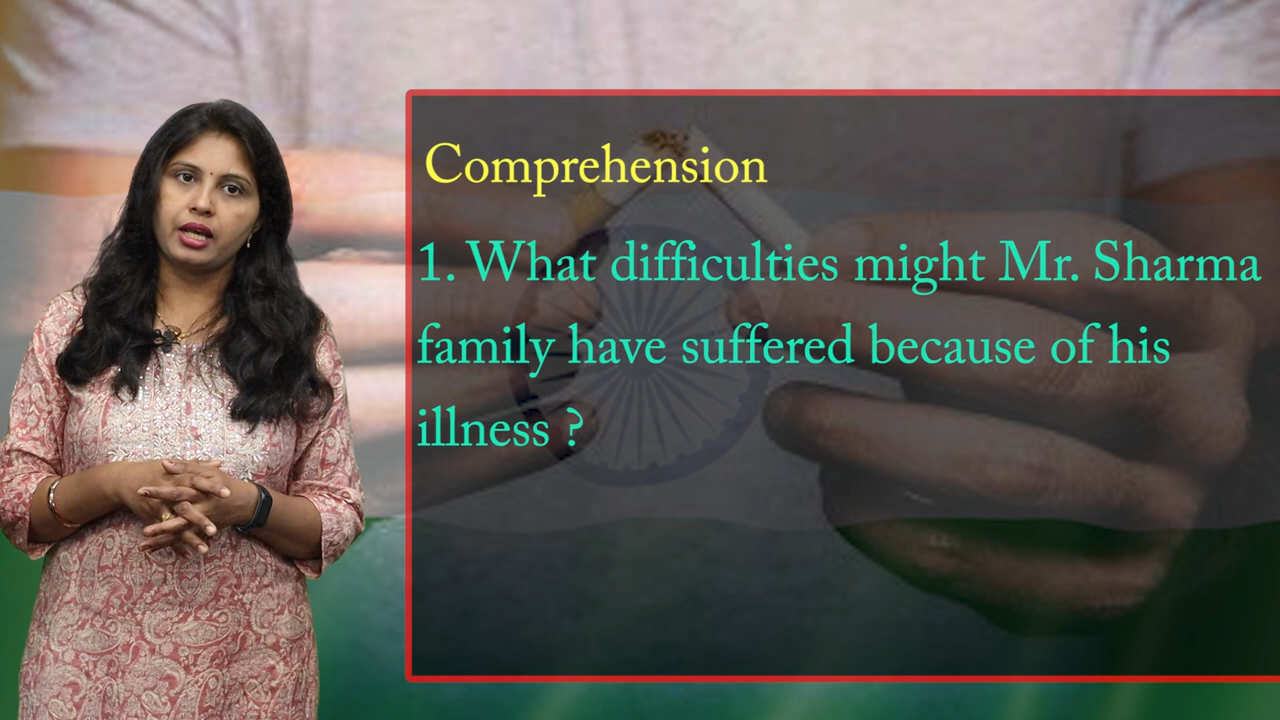 Comprehension
1. What difficulties might Mr. Sharma
family have suffered because of his
illness ?